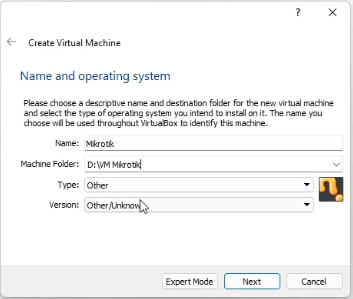 ?
Create Virtual Machine
Name and operating system
Please choose a descriptive name and destination folder for the new virtual machine
and select the type of operating system you intend to install on it. The name you
choose will be used throughout VirtualBox to identify this machine.
Name: Mikrotik
Machine Folder: D:\VM Mikrotik
Type: Other
Version: Other/Unknown
Expert Mode Next Cancel